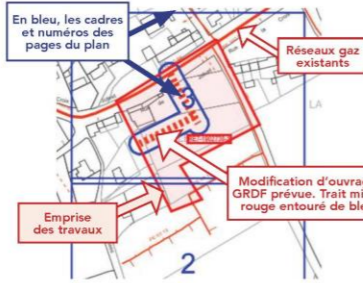 En bleu, les cadres
et numéros des
pages du plan
Réseaux gaz
existants
LA
Modification d'ouvra
GRDF prévue. Trait mi
rouge entouré de ble
Emprise
des travaux
2